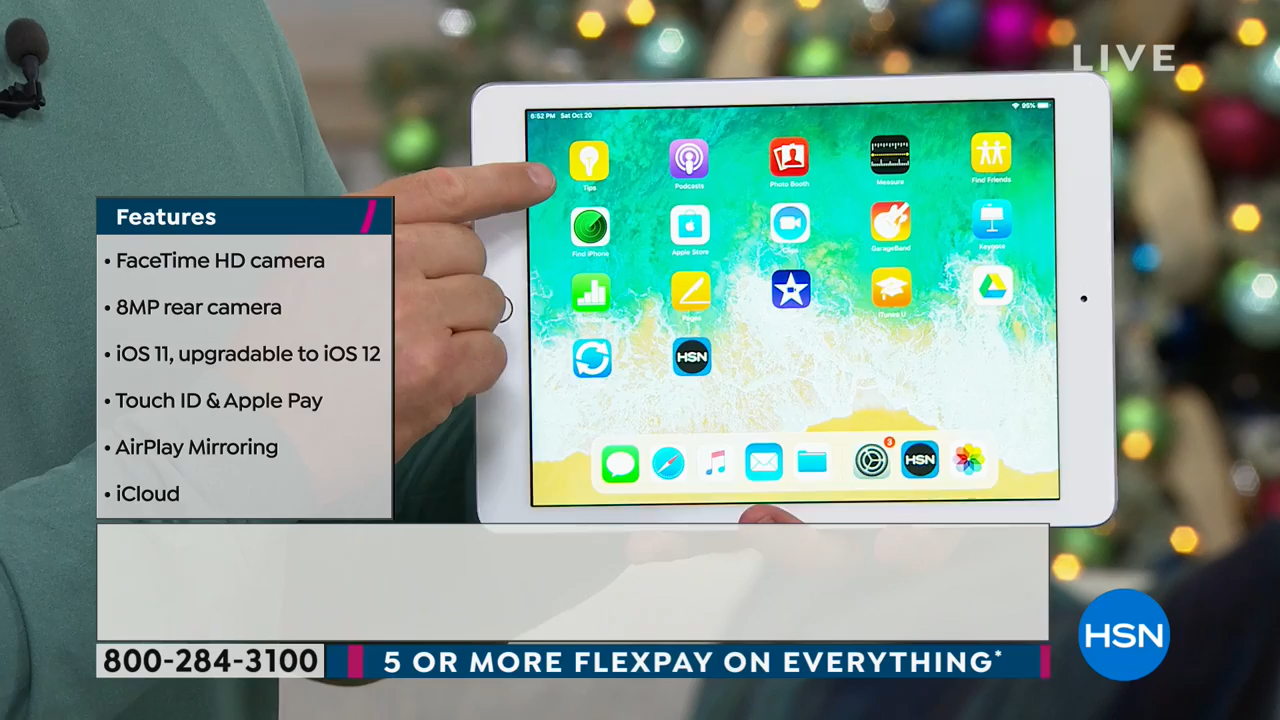 LIVE
6:52 PM Sat Oct 20
95%
Tips
Podcasts
Photo Booth
Measure
Find Friends
Find iPhone
Apple Store
GarageBand
Keynote
Pages
iTunes U
HSN
3
HSN
Features
• FaceTime HD camera
• 8MP rear camera
• iOS 11, upgradable to iOS 12
• Touch ID & Apple Pay
• AirPlay Mirroring
• iCloud
800-284-3100
5 OR MORE FLEXPAY ON EVERYTHING*
HSN